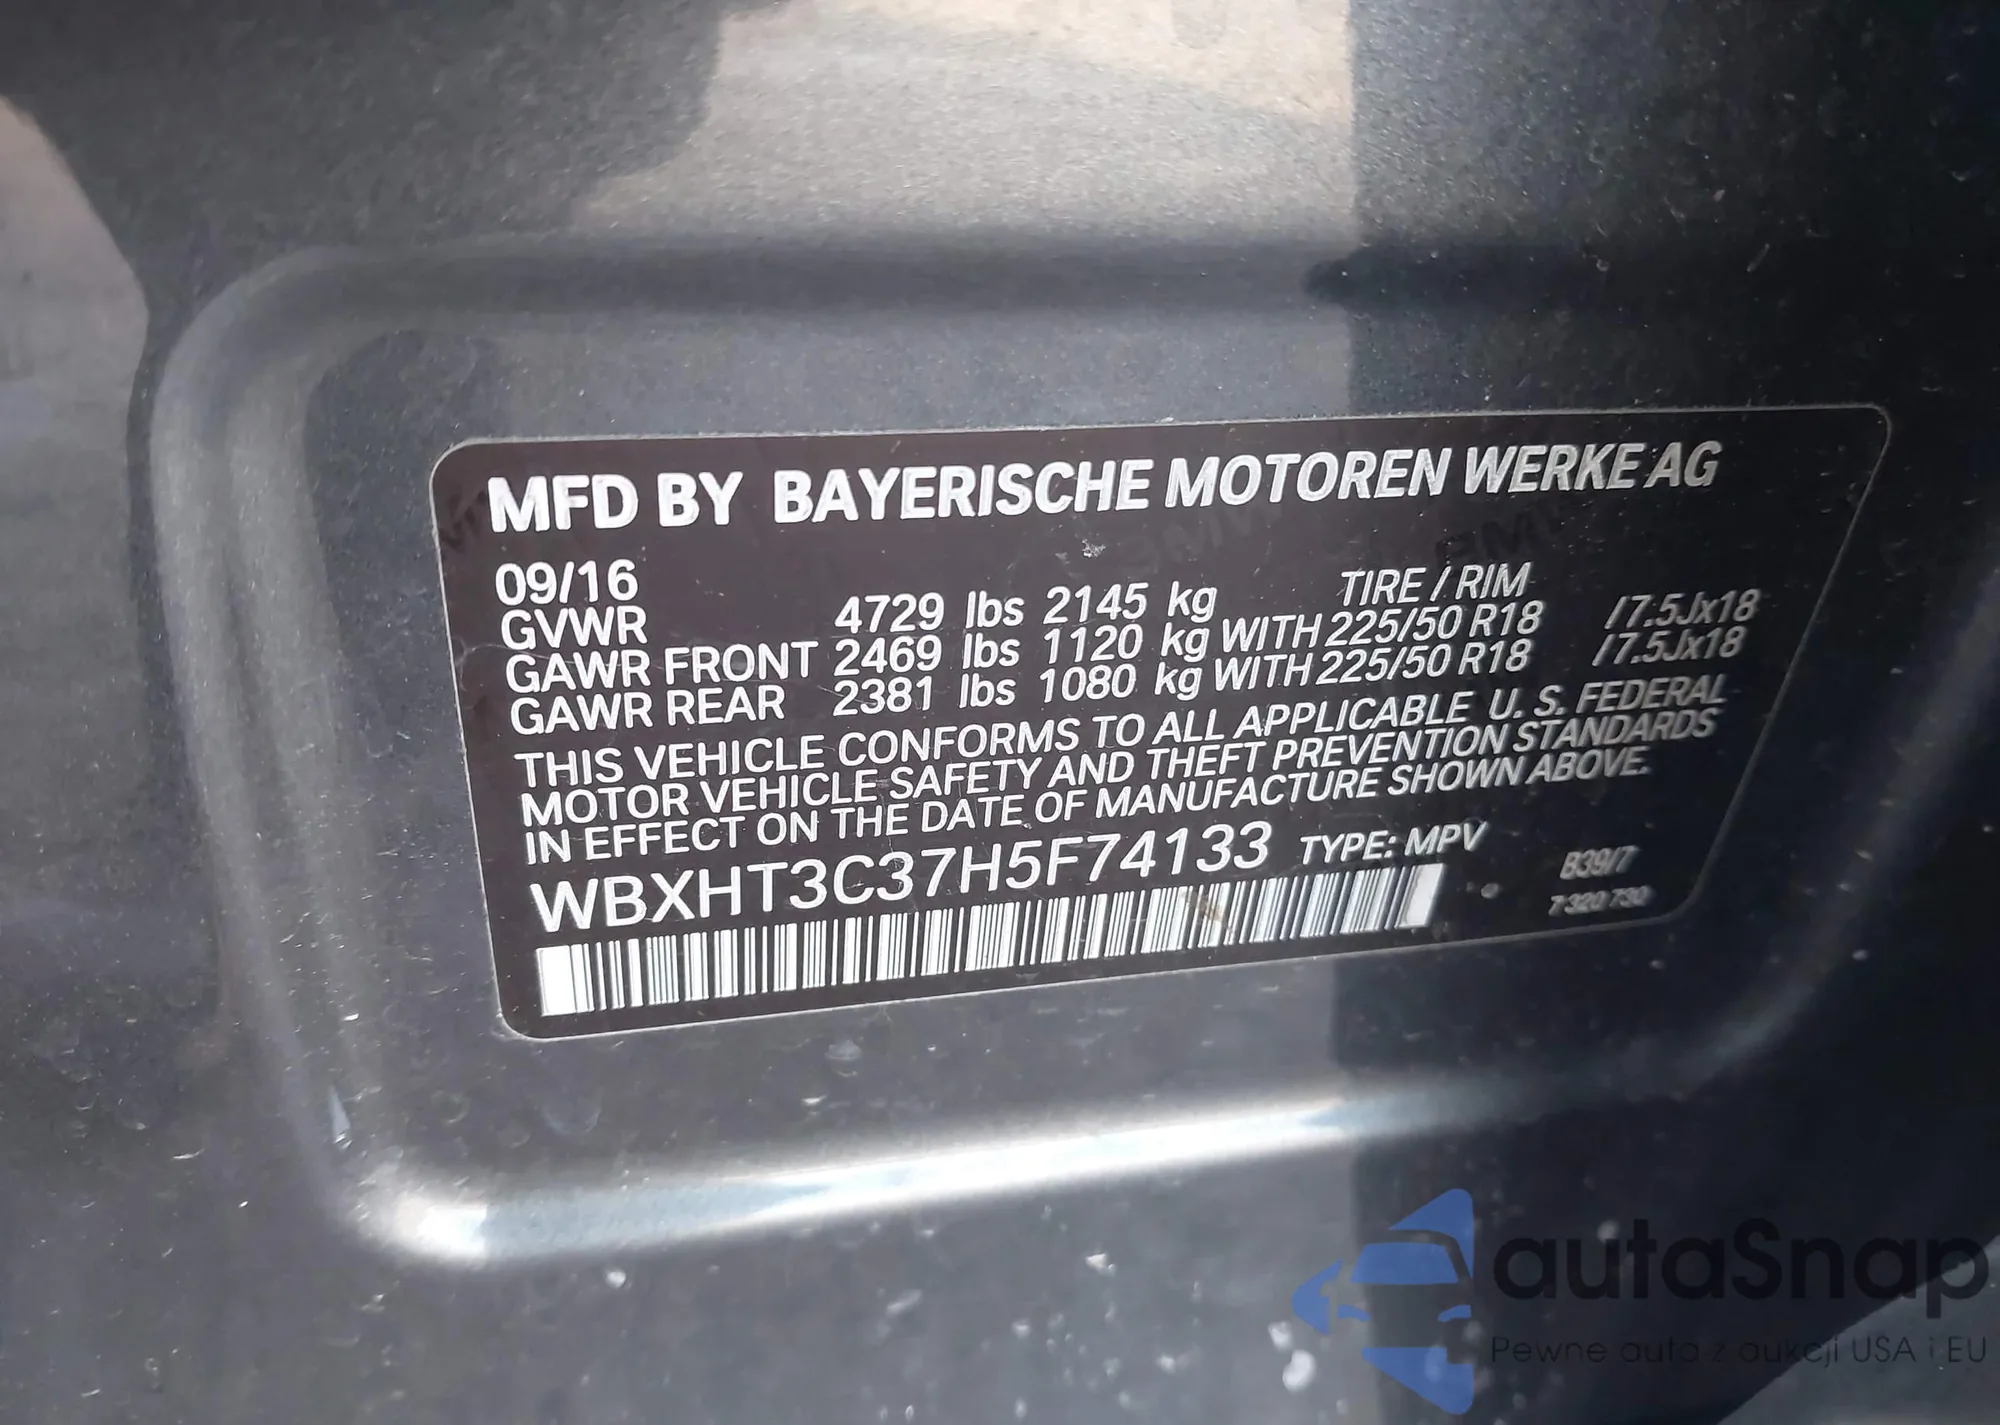 MFD BY BAYERISCHE MOTOREN WERKE AG
09/16 TIRE / RIM
GVWR 4729 lbs 2145 kg
GAWR FRONT 2469 lbs 1120 kg WITH 225/50 R18 /7.5Jx18
GAWR REAR 2381 lbs 1080 kg WITH 225/50 R18 /7.5Jx18
THIS VEHICLE CONFORMS TO ALL APPLICABLE U. S. FEDERAL
MOTOR VEHICLE SAFETY AND THEFT PREVENTION STANDARDS
IN EFFECT ON THE DATE OF MANUFACTURE SHOWN ABOVE.
WBXHT3C37H5F74133 TYPE: MPV
B39/7
7 320 730
autaSnap
Pewne auta z aukcji USA i EU